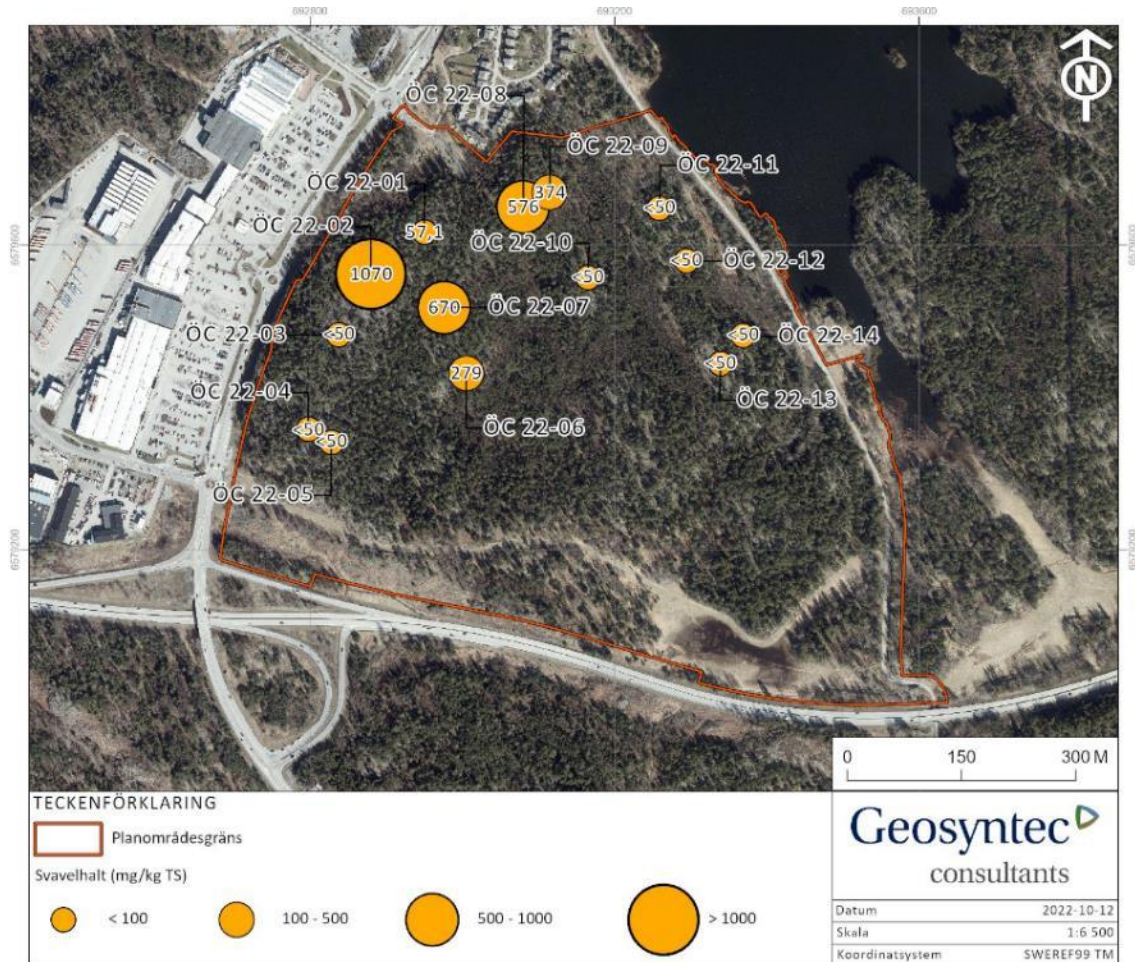 692800
693200
693600
N
ÖC 22-08
ÖC 22-09
ÖC 22-11
ÖC 22-01
374
576
<50
ÖC 22-02
57,1
6579600
ÖC 22-10
6579600
<50
ÖC 22-12
1070
<50
670
ÖC 22-07
ÖC 22-03
<50
<50
ÖC 22-14
<50
279
ÖC 22-04
ÖC 22-13
<50
ÖC 22-06
<50
ÖC 22-05
6579200
6579200
0 150 300 M
TECKENFÖRKLARING
Planområdesgräns
Svavelhalt (mg/kg TS)
< 100
100 - 500
500 - 1000
> 1000
Geosyntec
consultants
Datum 2022-10-12
Skala 1:6 500
Koordinatsystem SWEREF99 TM